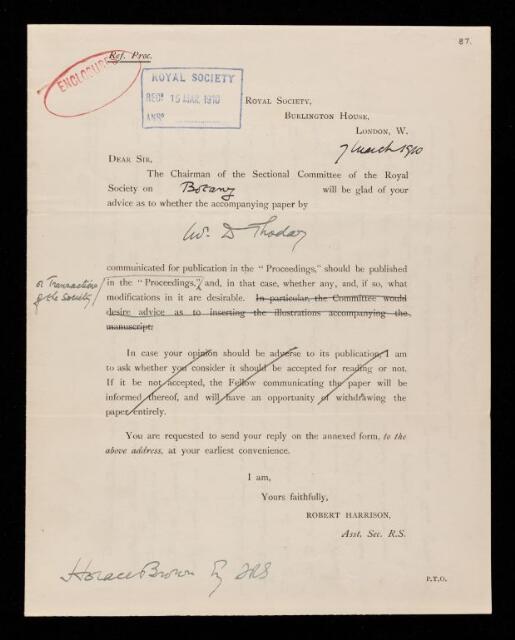 87.
Ref. Proc.
ENCLOSURE
ROYAL SOCIETY
RECD 15 MAR. 1910
ANSD
ROYAL SOCIETY,
BURLINGTON HOUSE,
LONDON, W.
7 March 1910
DEAR SIR,
The Chairman of the Sectional Committee of the Royal
Society on Botany will be glad of your
advice as to whether the accompanying paper by
Mr. D Thoday
communicated for publication in the "Proceedings," should be published
or Transactions of the Society / in the "Proceedings," and, in that case, whether any, and, if so, what
modifications in it are desirable. In particular, the Committee would
desire advice as to inserting the illustrations accompanying the
manuscript.
In case your opinion should be adverse to its publication, I am
to ask whether you consider it should be accepted for reading or not.
If it be not accepted, the Fellow communicating the paper will be
informed thereof, and will have an opportunity of withdrawing the
paper entirely.
You are requested to send your reply on the annexed form, to the
above address, at your earliest convenience.
I am,
Yours faithfully,
ROBERT HARRISON,
Asst. Sec. R.S.
Horace Brown Esq FRS
P.T.O.